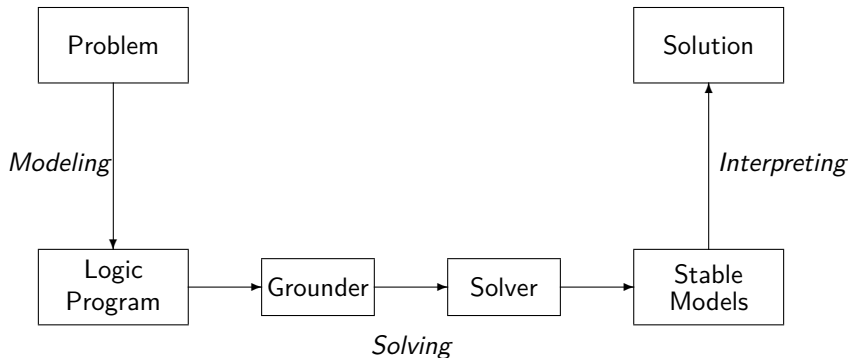 Problem
Solution
Modeling
Interpreting
Logic
Program
Grounder
Solver
Stable
Models
Solving